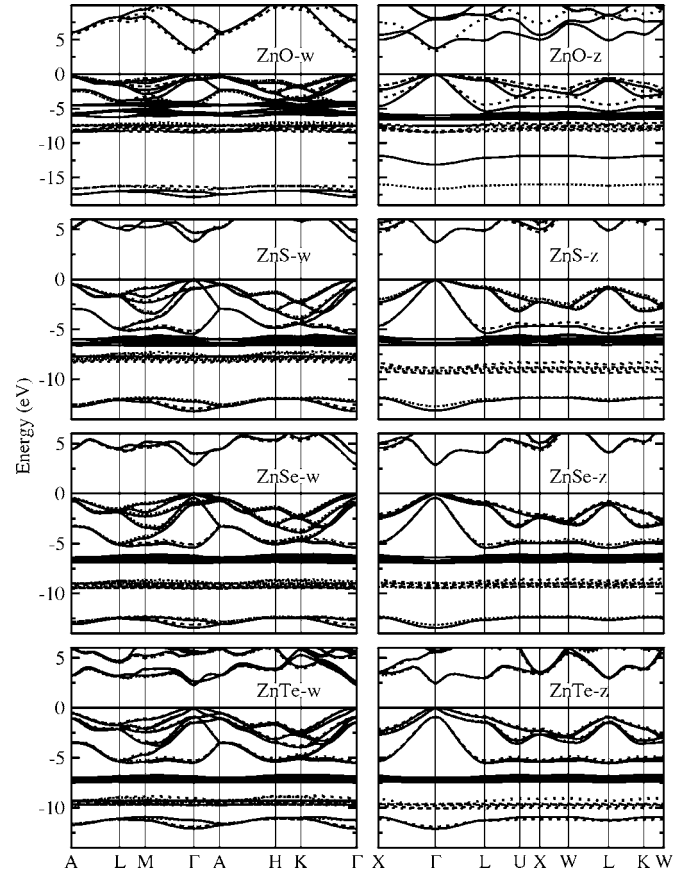 5
0
-5
-10
-15
ZnO-w
ZnO-z
5
0
-5
-10
ZnS-w
ZnS-z
Energy (eV)
5
0
-5
-10
ZnSe-w
ZnSe-z
5
0
-5
-10
ZnTe-w
ZnTe-z
A L M Γ A H K Γ
X Γ L U X W L K W